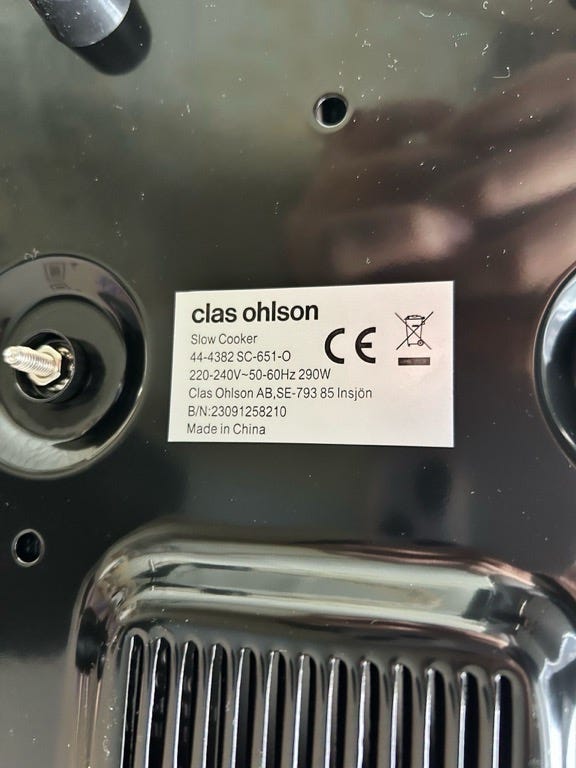 clas ohlson
Slow Cooker
44-4382 SC-651-O
220-240V~50-60Hz 290W
Clas Ohlson AB,SE-793 85 Insjön
B/N:23091258210
Made in China
CE